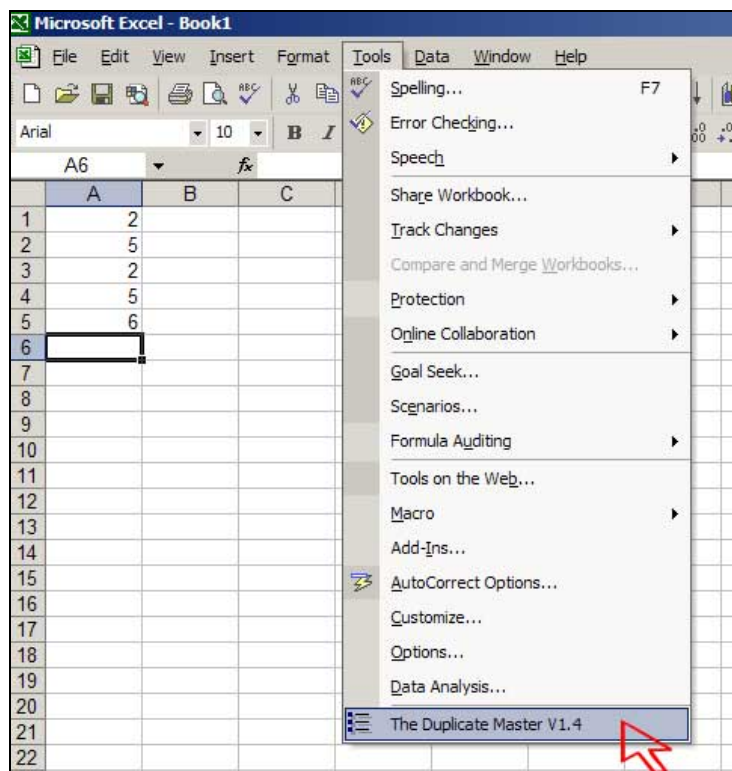 Microsoft Excel - Book1
File Edit View Insert Format Tools Data Window Help
ABC ABC
Arial 10 B I
A6 fx
A B C
1 2
2 5
3 2
4 5
5 6
6
7
8
9
10
11
12
13
14
15
16
17
18
19
20
21
22
Spelling... F7
Error Checking...
Speech
Share Workbook...
Track Changes
Compare and Merge Workbooks...
Protection
Online Collaboration
Goal Seek...
Scenarios...
Formula Auditing
Tools on the Web...
Macro
Add-Ins...
AutoCorrect Options...
Customize...
Options...
Data Analysis...
The Duplicate Master V1.4